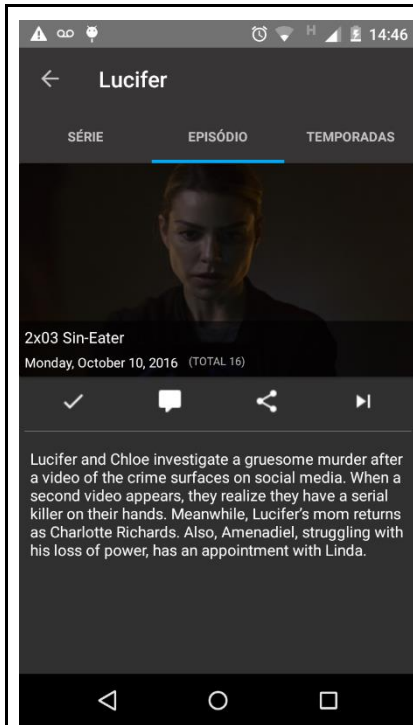 H 14:46
Lucifer
SÉRIE EPISÓDIO TEMPORADAS
2x03 Sin-Eater
Monday, October 10, 2016 (TOTAL 16)
Lucifer and Chloe investigate a gruesome murder after
a video of the crime surfaces on social media. When a
second video appears, they realize they have a serial
killer on their hands. Meanwhile, Lucifer's mom returns
as Charlotte Richards. Also, Amenadiel, struggling with
his loss of power, has an appointment with Linda.